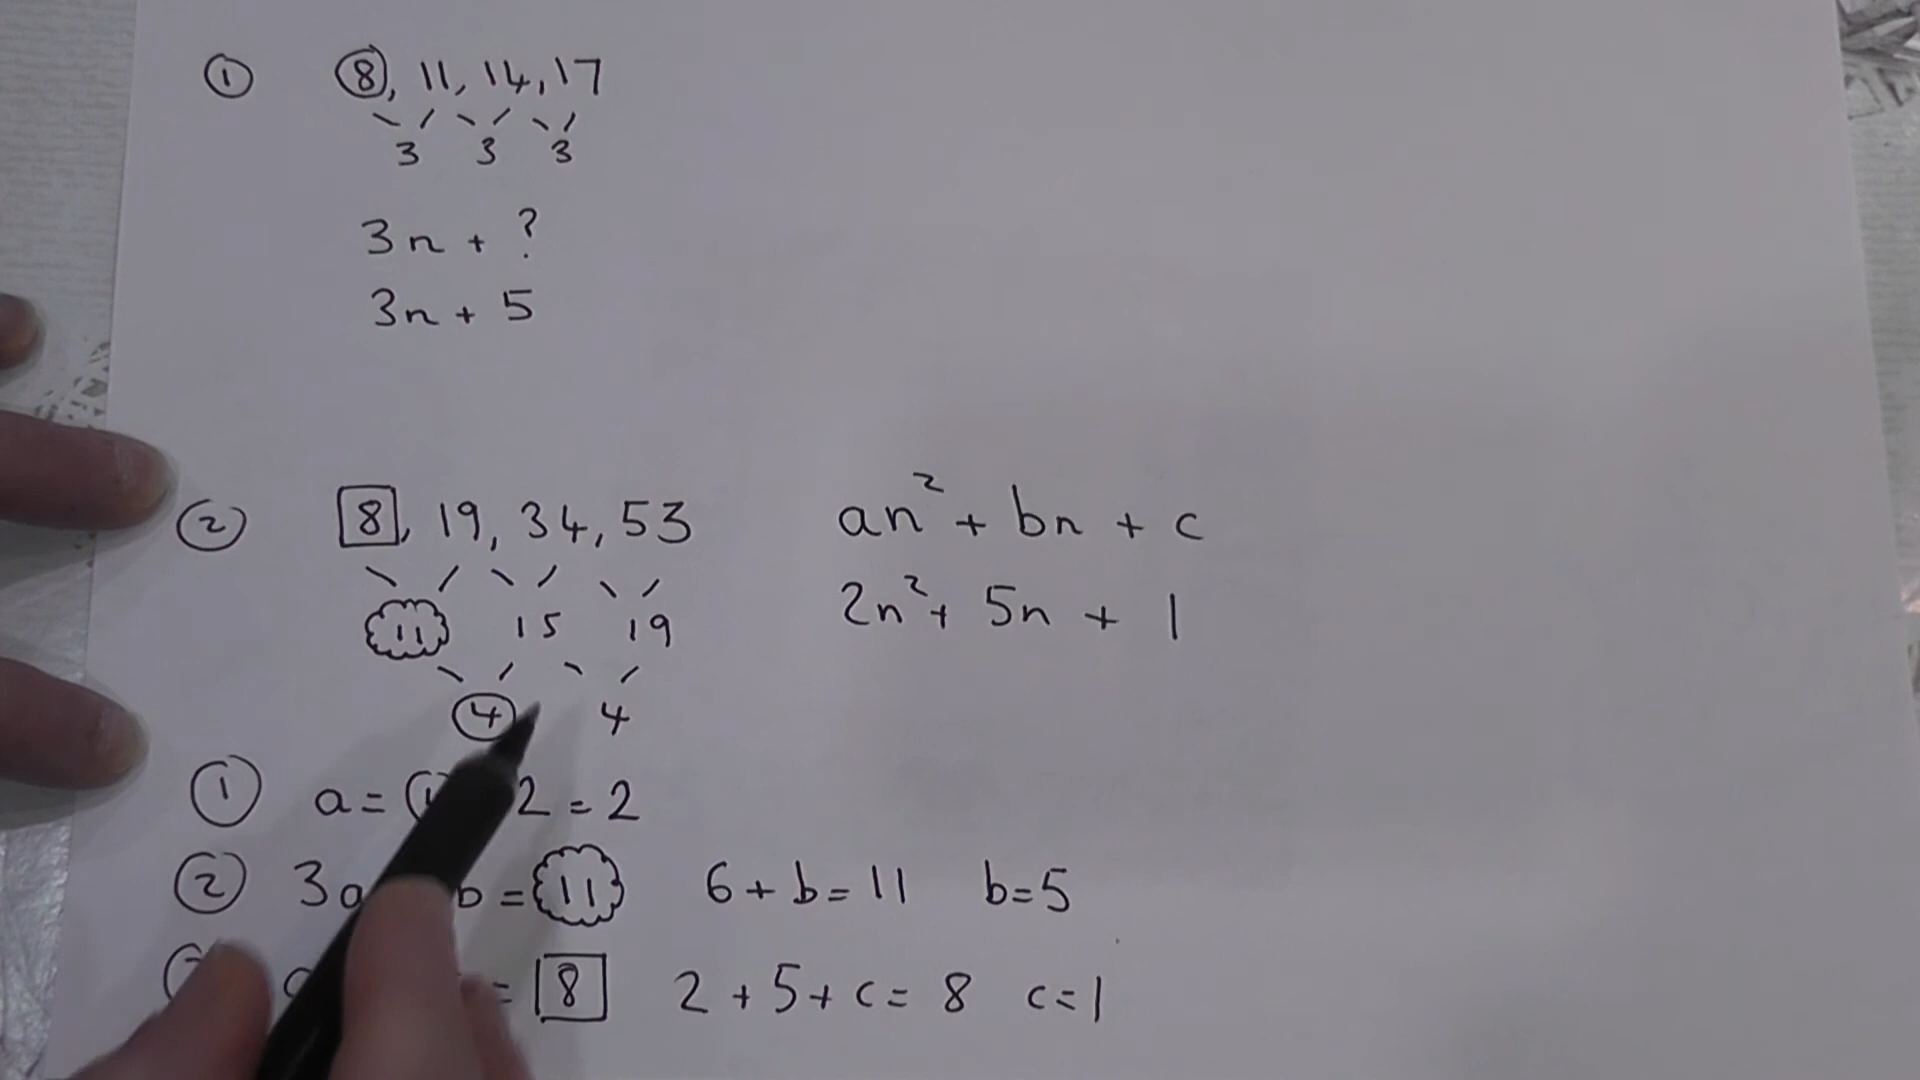 ① 8, 11, 14, 17
3 3 3
3n + ?
3n + 5
② 8, 19, 34, 53
11 15 19
4 4
an² + bn + c
2n² + 5n + 1
① a = 2 = 2
② 3a b = 11 6 + b = 11 b = 5
= 8 2 + 5 + c = 8 c = 1